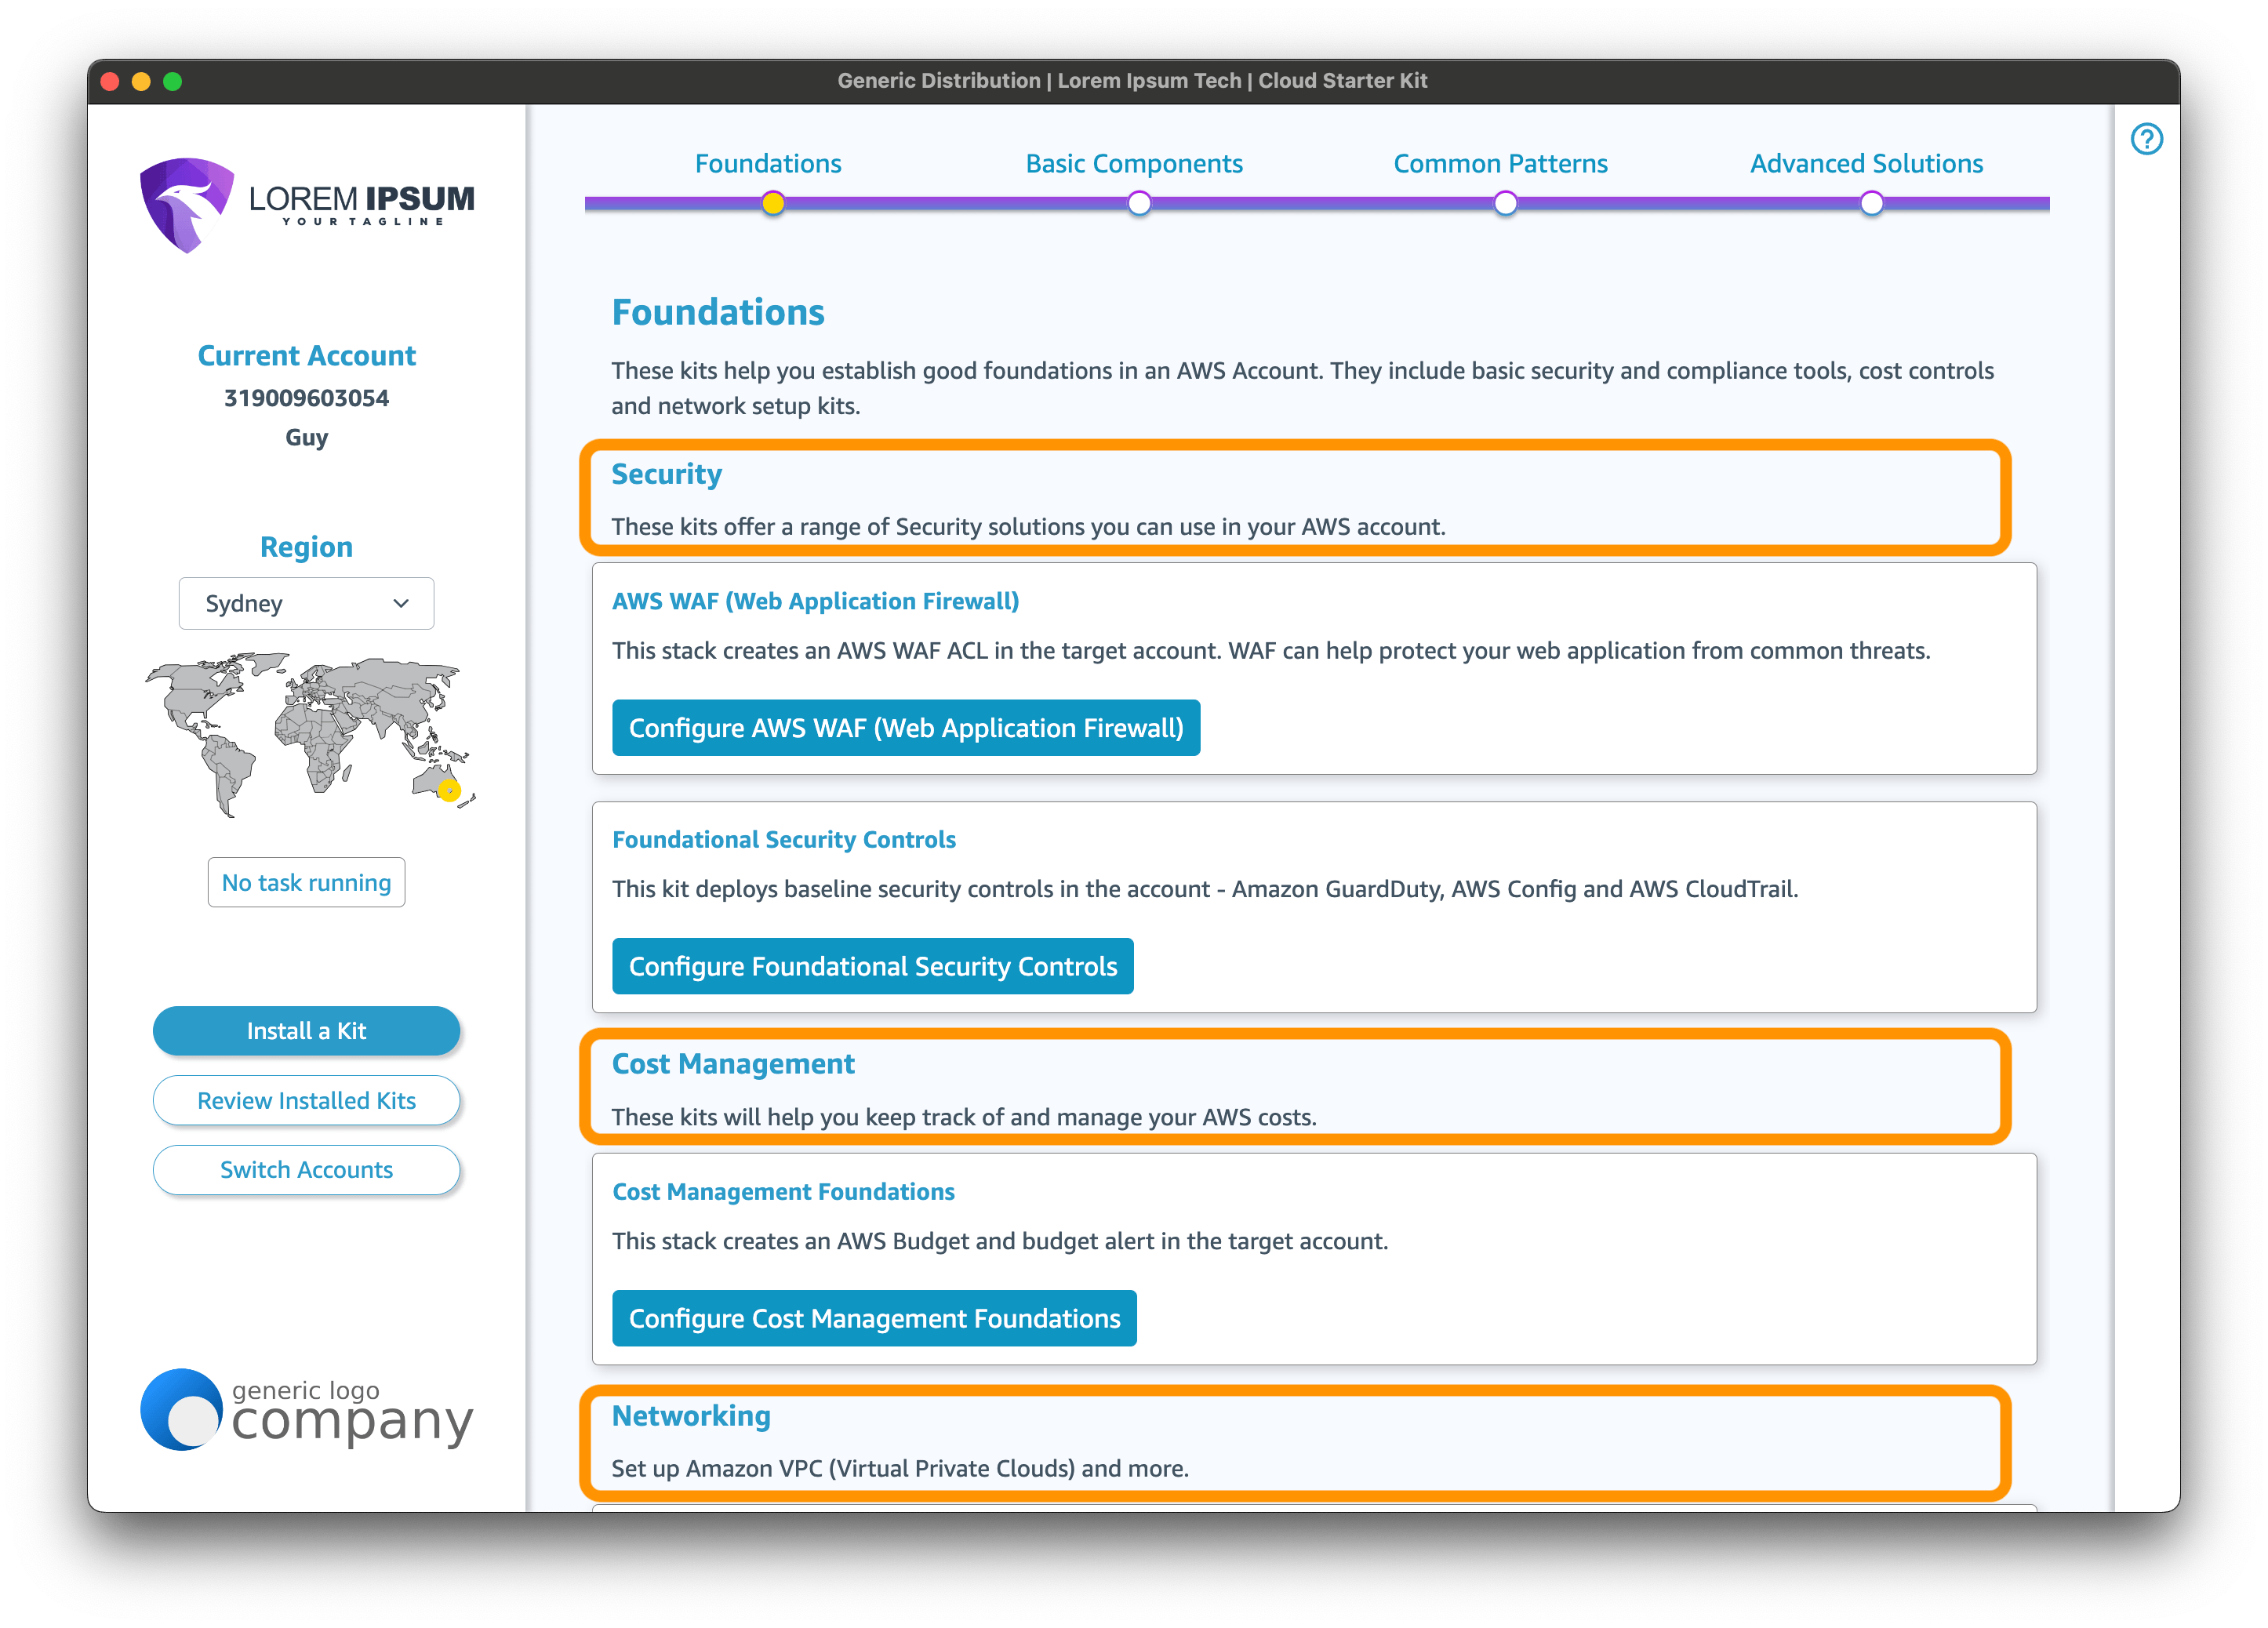 Generic Distribution | Lorem Ipsum Tech | Cloud Starter Kit
LOREM IPSUM
YOUR TAGLINE
Current Account
319009603054
Guy
Region
Sydney
No task running
Install a Kit
Review Installed Kits
Switch Accounts
generic logo
company
Foundations
Basic Components
Common Patterns
Advanced Solutions
Foundations
These kits help you establish good foundations in an AWS Account. They include basic security and compliance tools, cost controls
and network setup kits.
Security
These kits offer a range of Security solutions you can use in your AWS account.
AWS WAF (Web Application Firewall)
This stack creates an AWS WAF ACL in the target account. WAF can help protect your web application from common threats.
Configure AWS WAF (Web Application Firewall)
Foundational Security Controls
This kit deploys baseline security controls in the account - Amazon GuardDuty, AWS Config and AWS CloudTrail.
Configure Foundational Security Controls
Cost Management
These kits will help you keep track of and manage your AWS costs.
Cost Management Foundations
This stack creates an AWS Budget and budget alert in the target account.
Configure Cost Management Foundations
Networking
Set up Amazon VPC (Virtual Private Clouds) and more.
?